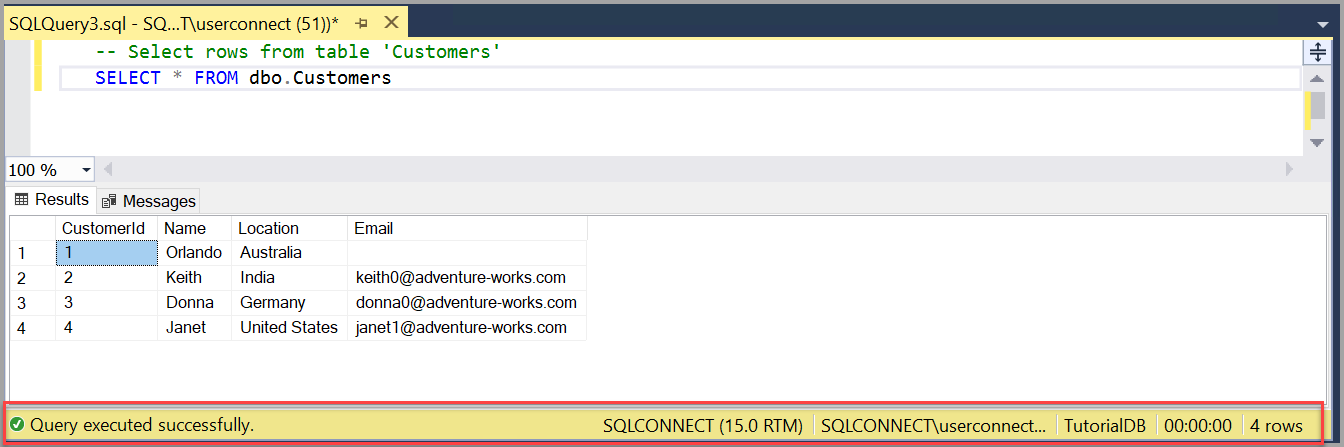 SQLQuery3.sql - SQ...T\userconnect (51))*
-- Select rows from table 'Customers'
SELECT * FROM dbo.Customers
100 %
Results Messages
CustomerId Name Location Email
1 1 Orlando Australia
2 2 Keith India keith0@adventure-works.com
3 3 Donna Germany donna0@adventure-works.com
4 4 Janet United States janet1@adventure-works.com
Query executed successfully. SQLCONNECT (15.0 RTM) SQLCONNECT\userconnect... TutorialDB 00:00:00 4 rows